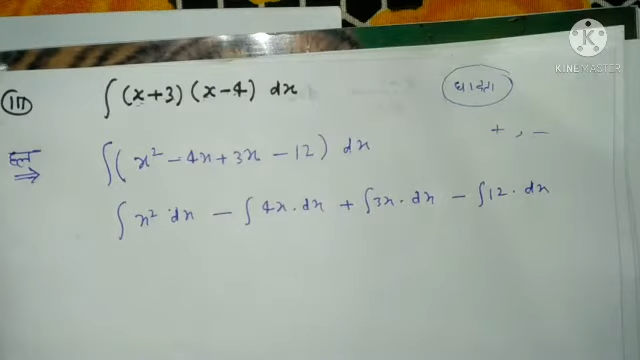 K
KINEMASTER
(iii) ∫ (x+3) (x-4) dx
+ , -
हल ⇒ ∫( x² - 4x + 3x - 12) dx
∫ x² dx - ∫ 4x . dx + ∫ 3x . dx - ∫ 12 . dx